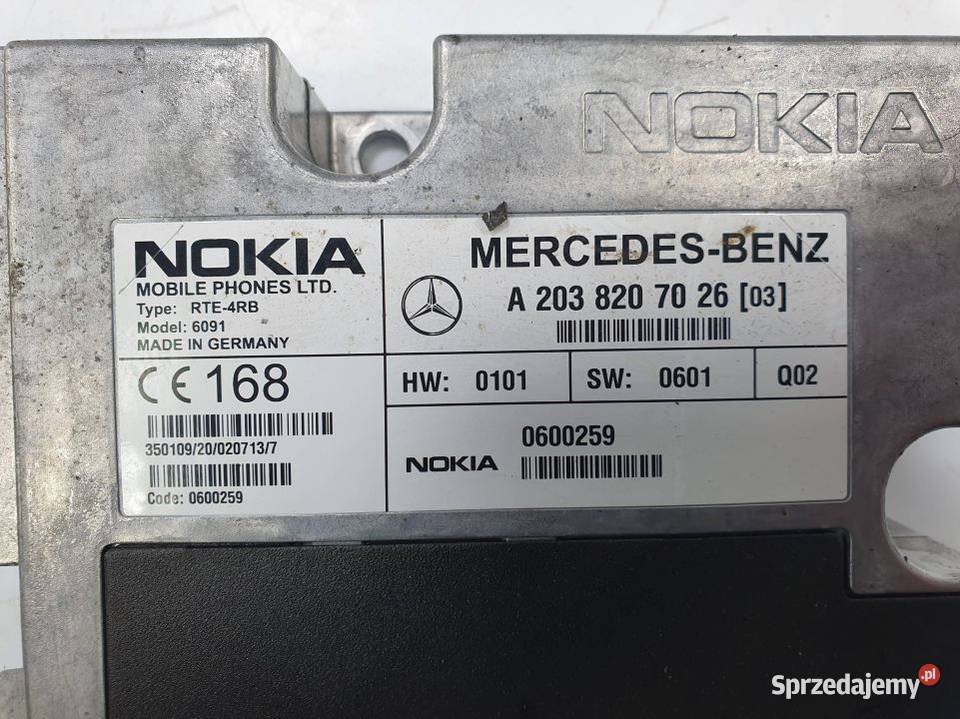 NOKIA
NOKIA
MOBILE PHONES LTD.
Type: RTE-4RB
Model: 6091
MADE IN GERMANY
CE 168
350109/20/020713/7
Code: 0600259
MERCEDES-BENZ
A 203 820 70 26 [03]
HW: 0101
SW: 0601
Q02
0600259
NOKIA
Sprzedajemy.pl